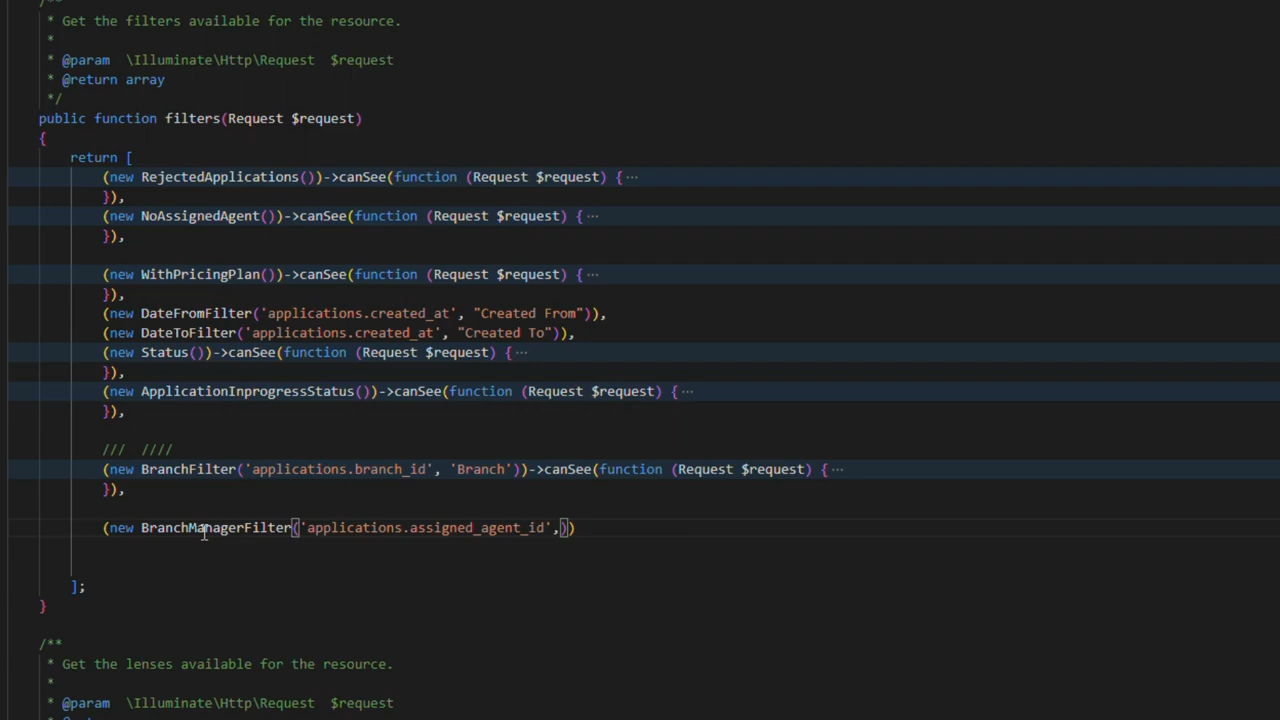 /**
* Get the filters available for the resource.
*
* @param  \Illuminate\Http\Request  $request
* @return array
*/
public function filters(Request $request)
{
return [
(new RejectedApplications())->canSee(function (Request $request) { ···
}),
(new NoAssignedAgent())->canSee(function (Request $request) { ···
}),
(new WithPricingPlan())->canSee(function (Request $request) { ···
}),
(new DateFromFilter('applications.created_at', "Created From")),
(new DateToFilter('applications.created_at', "Created To")),
(new Status())->canSee(function (Request $request) { ···
}),
(new ApplicationInprogressStatus())->canSee(function (Request $request) { ···
}),
///  ////
(new BranchFilter('applications.branch_id', 'Branch'))->canSee(function (Request $request) { ···
}),
(new BranchManagerFilter('applications.assigned_agent_id',))
];
}
/**
* Get the lenses available for the resource.
*
* @param  \Illuminate\Http\Request  $request